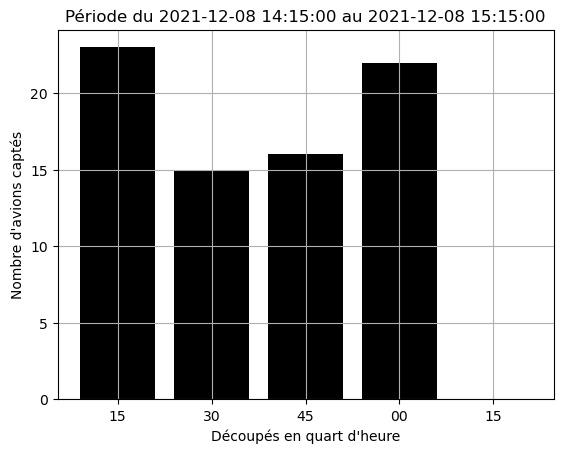 Période du 2021-12-08 14:15:00 au 2021-12-08 15:15:00
20
15
10
5
0
Nombre d'avions captés
15 30 45 00 15
Découpés en quart d'heure